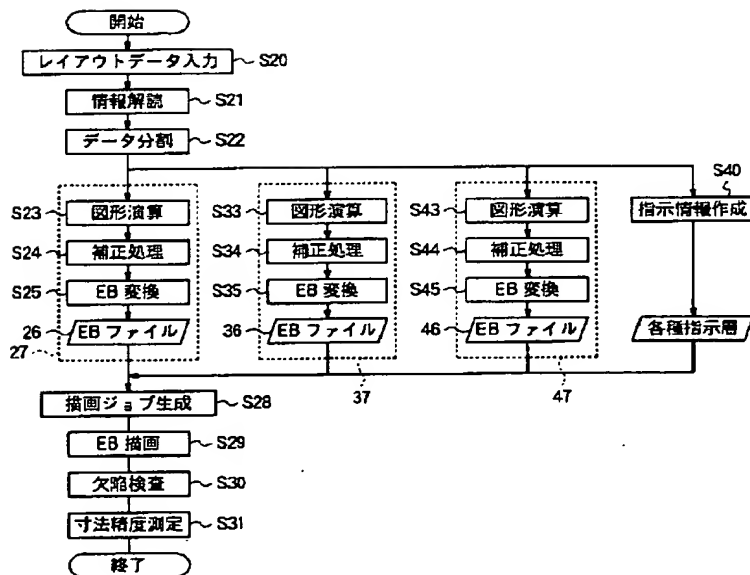 開始
レイアウトデータ入力 S20
情報解読 S21
データ分割 S22
S40
S23 図形演算 S33 図形演算 S43 図形演算 指示情報作成
S24 補正処理 S34 補正処理 S44 補正処理
S25 EB 変換 S35 EB 変換 S45 EB 変換
26 EB ファイル 36 EB ファイル 46 EB ファイル 各種指示層
27
37 47
描画ジョブ生成 S28
EB 描画 S29
欠陥検査 S30
寸法精度測定 S31
終了